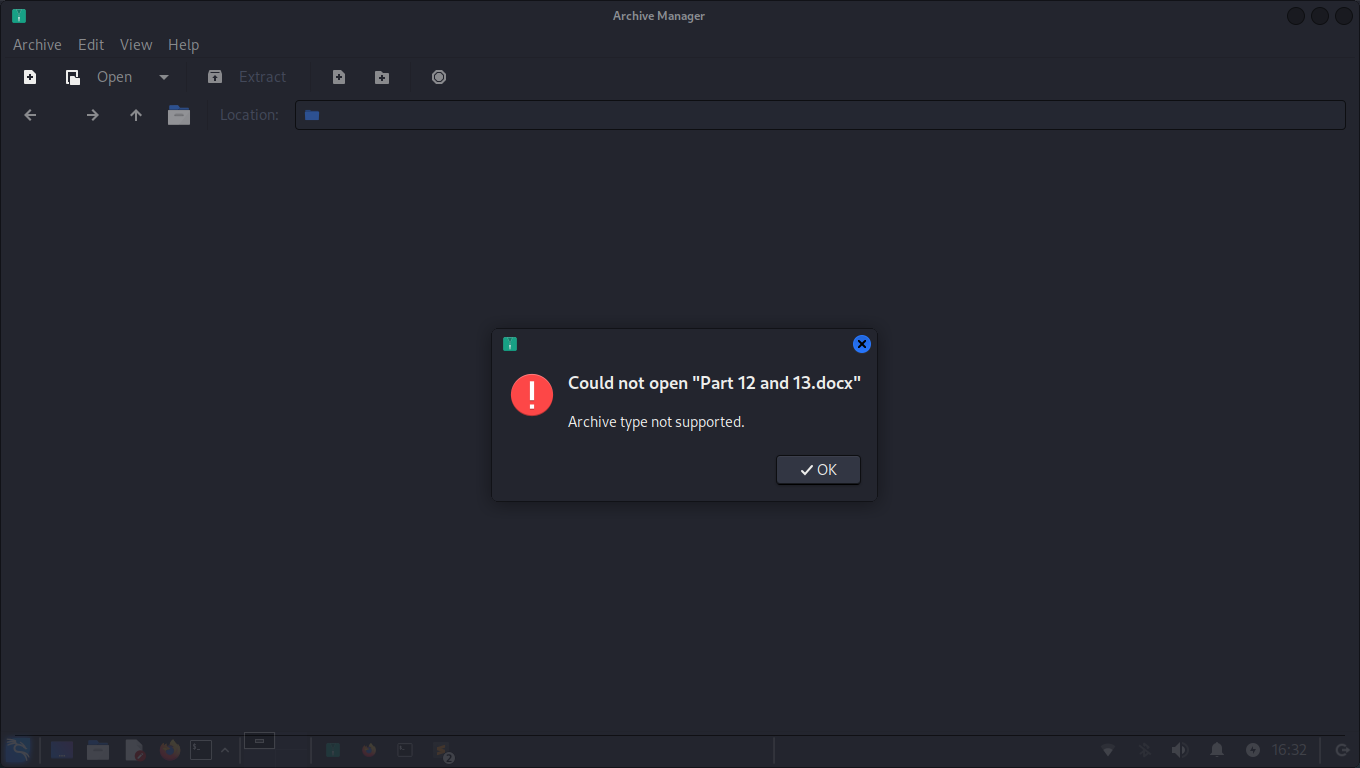 Archive Manager
Archive Edit View Help
Open Extract
Location:
Could not open "Part 12 and 13.docx"
Archive type not supported.
OK
2
16:32